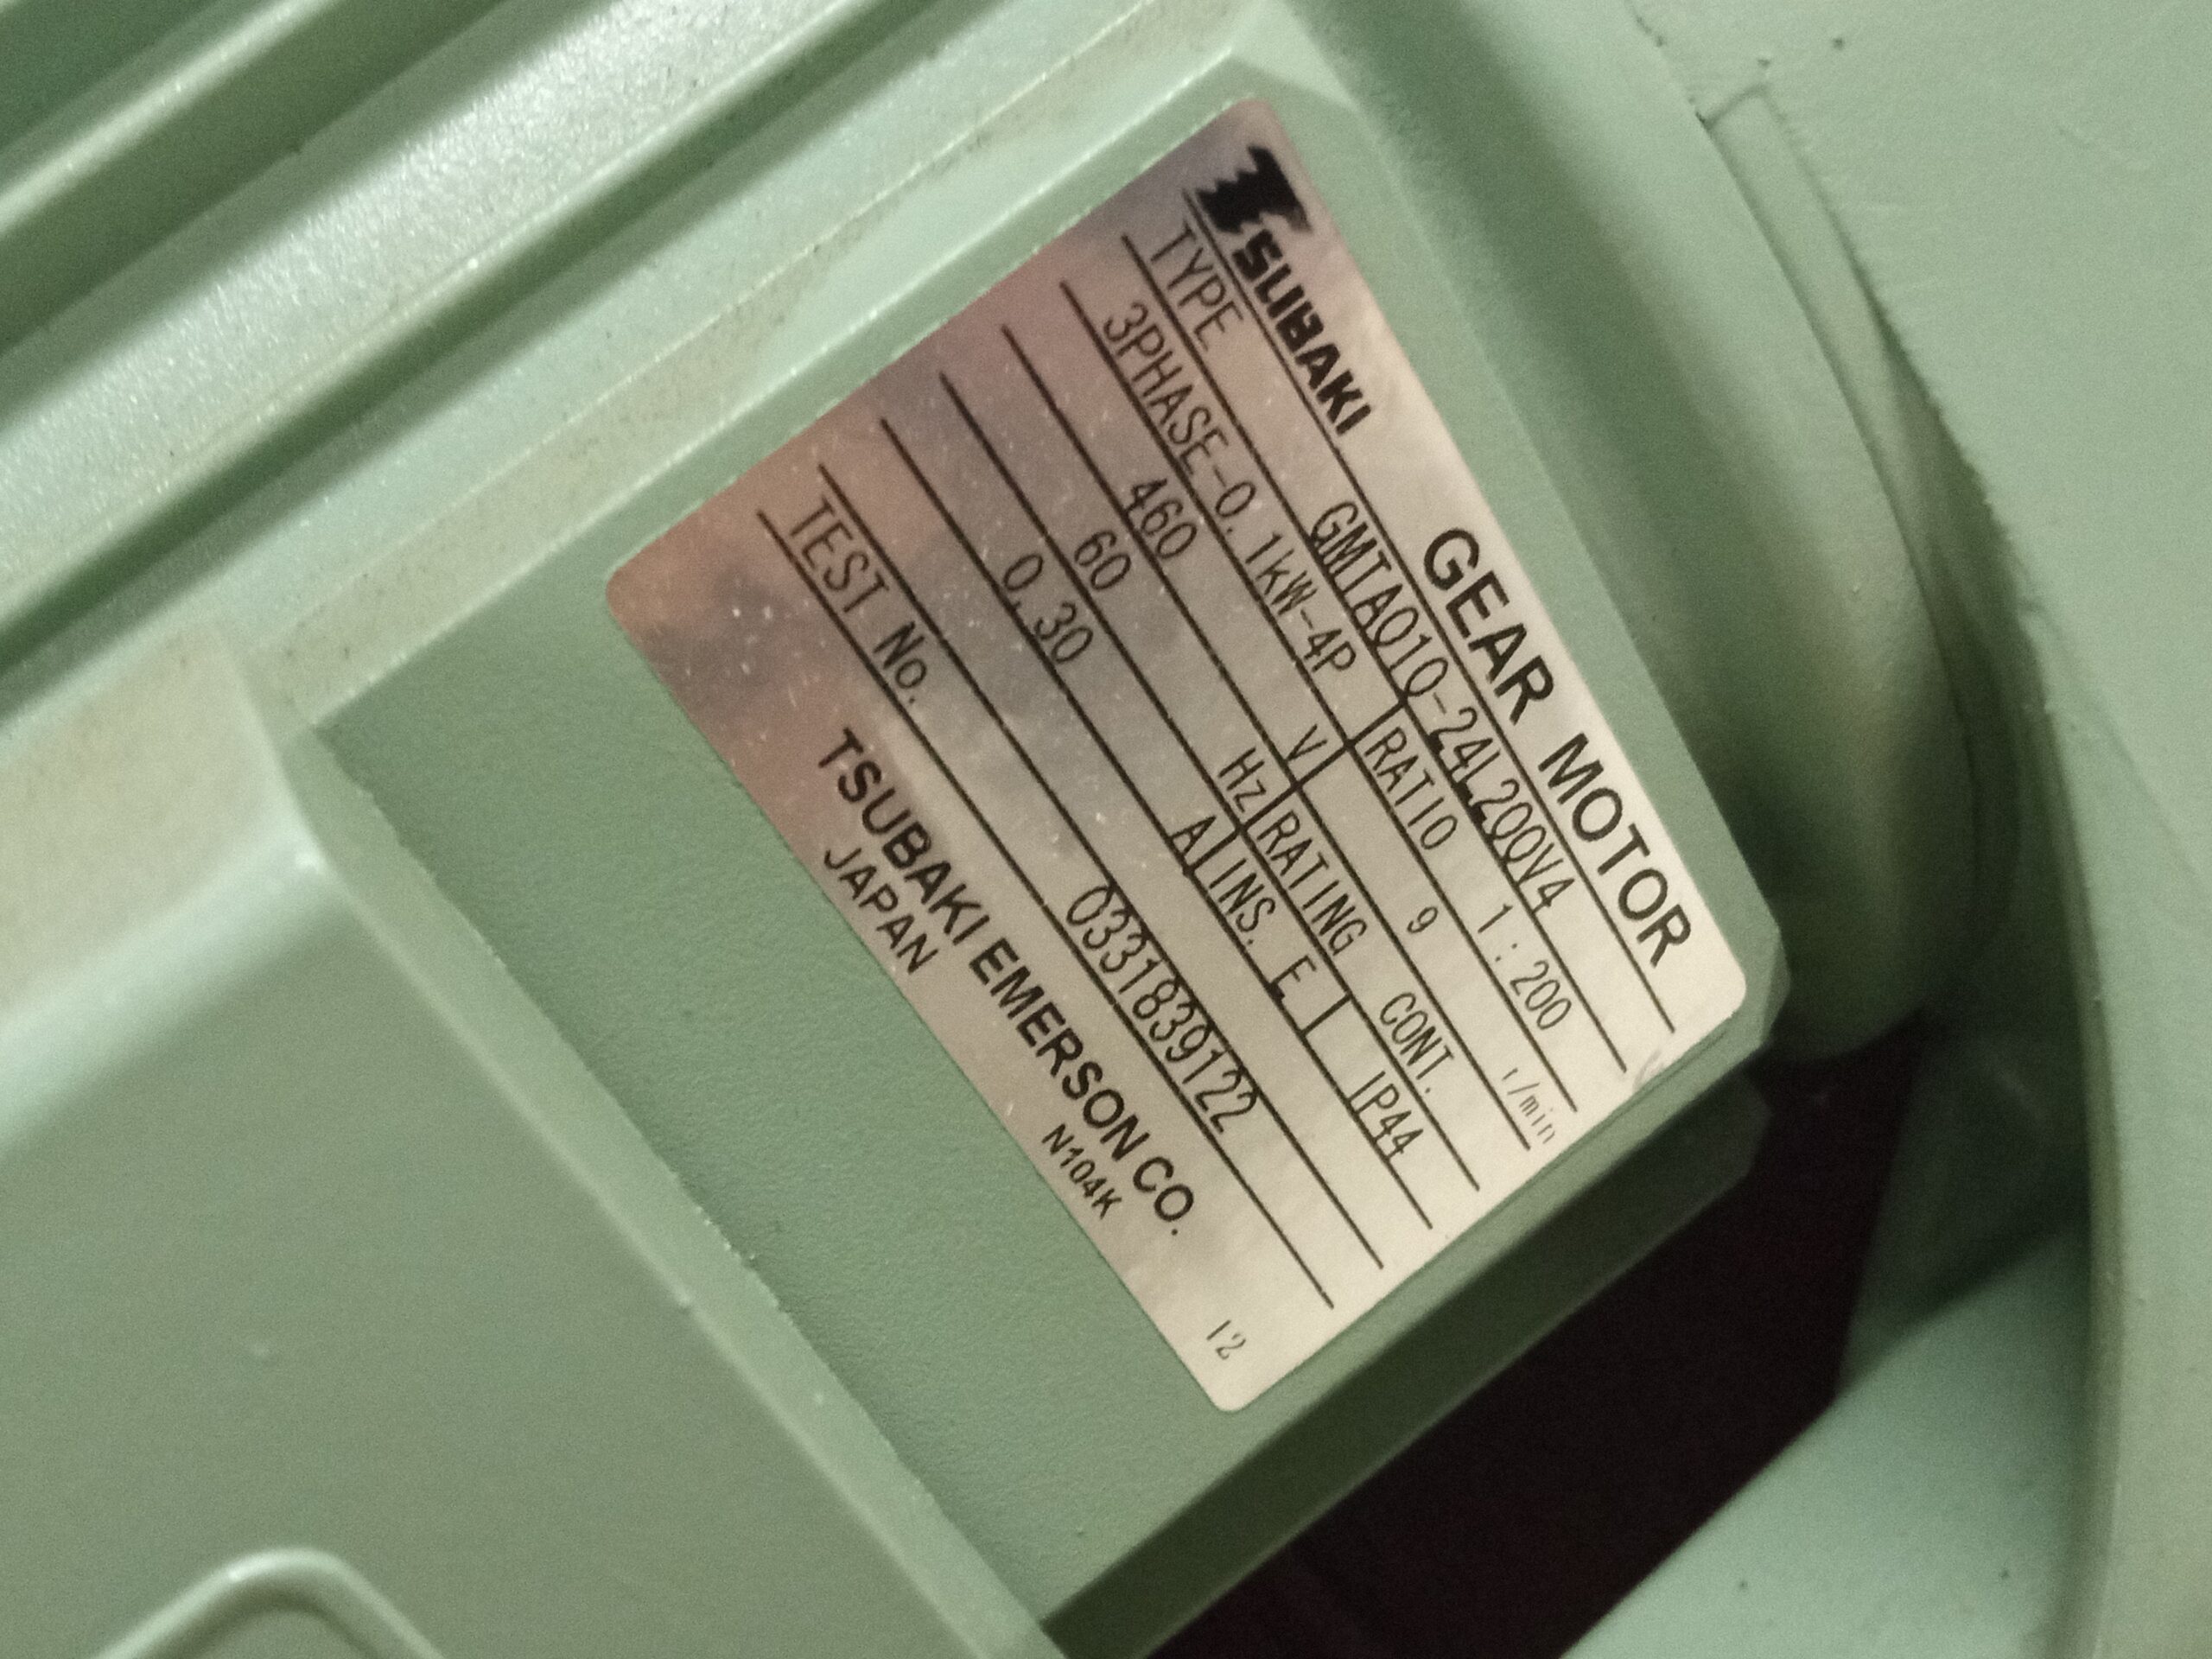 TSUBAKI GEAR MOTOR
TYPE GMTA010-24L200V4
3PHASE-0.1kW-4P RATIO 1:200
460 V 9 r/min
60 Hz RATING CONT.
0.30 A INS. E IP44
TEST No. 0331839122
TSUBAKI EMERSON CO.
JAPAN N104K
12